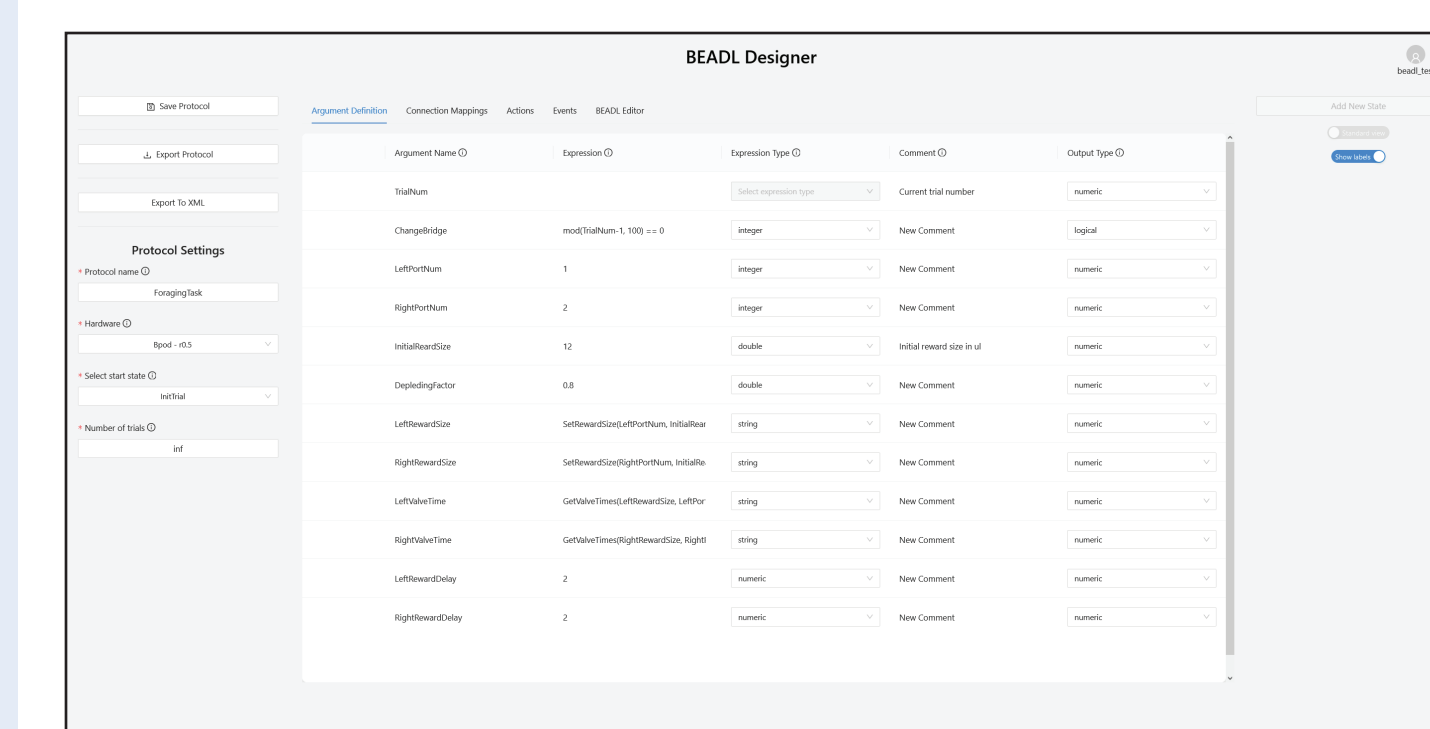 BEADL Designer
beadl_tes
Save Protocol
Export Protocol
Export To XML
Protocol Settings
* Protocol name
ForagingTask
* Hardware
Bpod - r0.5
* Select start state
InitTrial
* Number of trials
inf
Argument Definition Connection Mappings Actions Events BEADL Editor
Add New State
Standard view
Show labels
Argument Name Expression Expression Type Comment Output Type
TrialNum Select expression type Current trial number numeric
ChangeBridge mod(TrialNum-1, 100) == 0 integer New Comment logical
LeftPortNum 1 integer New Comment numeric
RightPortNum 2 integer New Comment numeric
InitialReardSize 12 double Initial reward size in ul numeric
DepledingFactor 0.8 double New Comment numeric
LeftRewardSize SetRewardSize(LeftPortNum, InitialRear string New Comment numeric
RightRewardSize SetRewardSize(RightPortNum, InitialRe string New Comment numeric
LeftValveTime GetValveTimes(LeftRewardSize, LeftPor string New Comment numeric
RightValveTime GetValveTimes(RightRewardSize, Right string New Comment numeric
LeftRewardDelay 2 numeric New Comment numeric
RightRewardDelay 2 numeric New Comment numeric